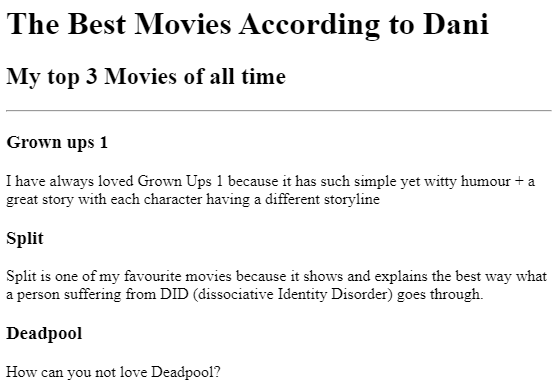 The Best Movies According to Dani
My top 3 Movies of all time
Grown ups 1
I have always loved Grown Ups 1 because it has such simple yet witty humour + a
great story with each character having a different storyline
Split
Split is one of my favourite movies because it shows and explains the best way what
a person suffering from DID (dissociative Identity Disorder) goes through.
Deadpool
How can you not love Deadpool?